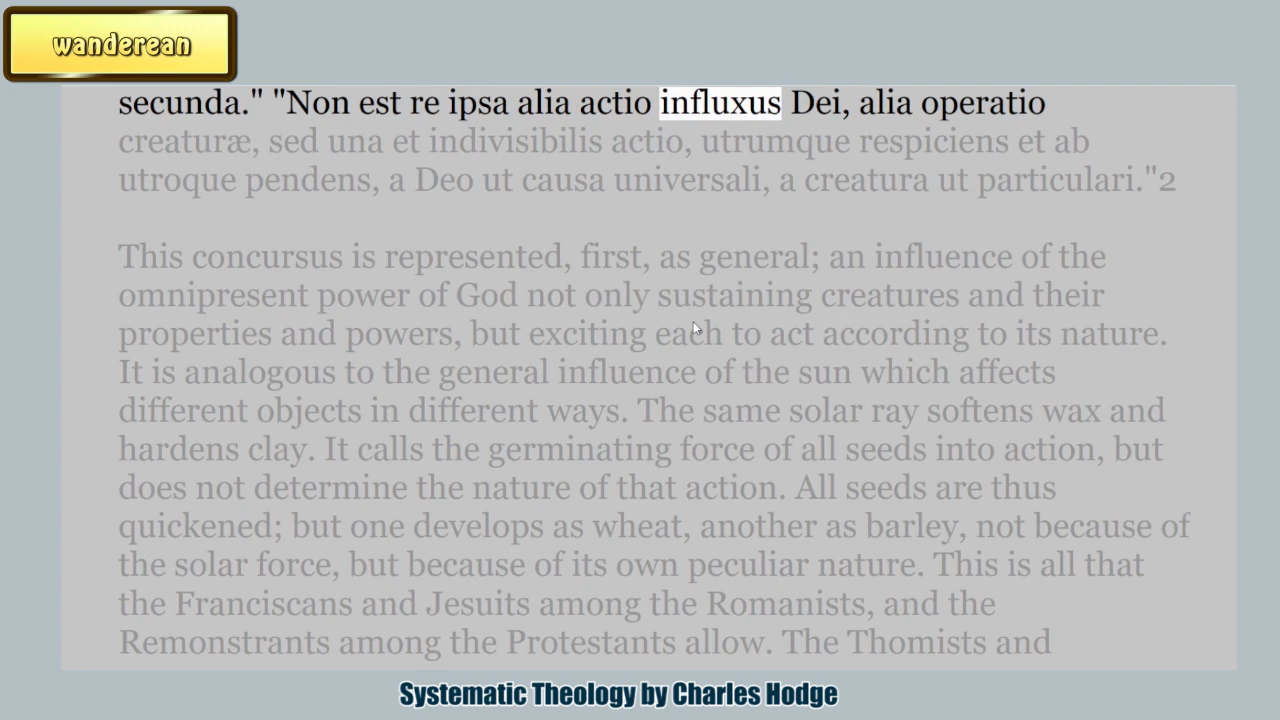 wanderean
secunda." "Non est re ipsa alia actio influxus Dei, alia operatio
creaturæ, sed una et indivisibilis actio, utrumque respiciens et ab
utroque pendens, a Deo ut causa universali, a creatura ut particulari."2
This concursus is represented, first, as general; an influence of the
omnipresent power of God not only sustaining creatures and their
properties and powers, but exciting each to act according to its nature.
It is analogous to the general influence of the sun which affects
different objects in different ways. The same solar ray softens wax and
hardens clay. It calls the germinating force of all seeds into action, but
does not determine the nature of that action. All seeds are thus
quickened; but one develops as wheat, another as barley, not because of
the solar force, but because of its own peculiar nature. This is all that
the Franciscans and Jesuits among the Romanists, and the
Remonstrants among the Protestants allow. The Thomists and
Systematic Theology by Charles Hodge